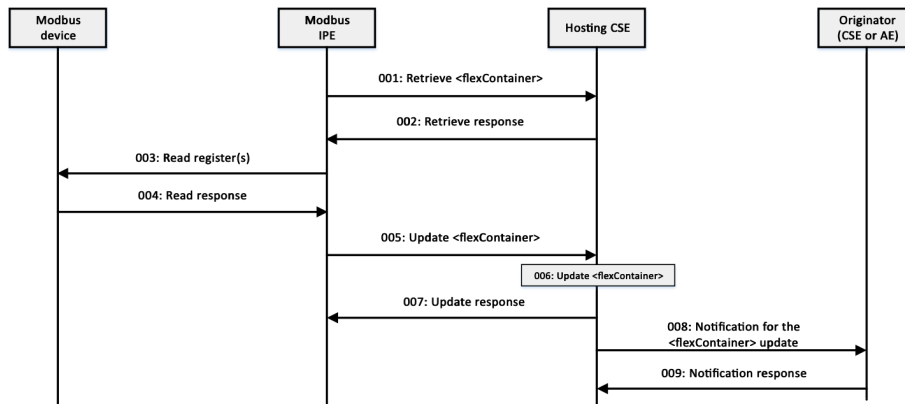 Modbus
device
Modbus
IPE
Hosting CSE
Originator
(CSE or AE)
001: Retrieve <flexContainer>
002: Retrieve response
003: Read register(s)
004: Read response
005: Update <flexContainer>
006: Update <flexContainer>
007: Update response
008: Notification for the
<flexContainer> update
009: Notification response